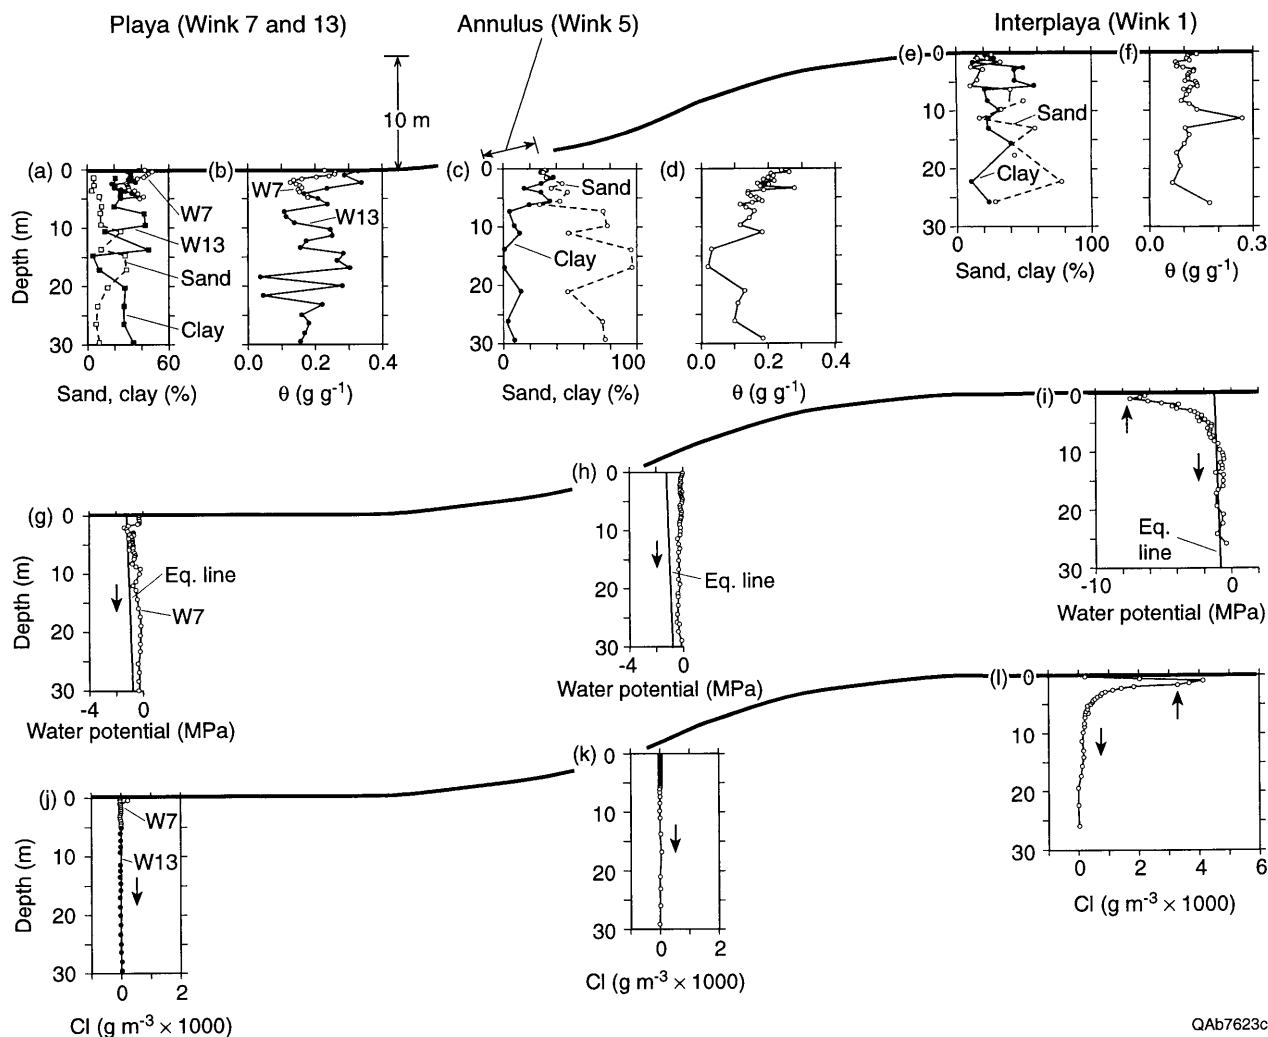 Playa (Wink 7 and 13)
Annulus (Wink 5)
Interplaya (Wink 1)
10 m
(a)
0
10
20
30
Depth (m)
W7
W13
Sand
Clay
0
60
Sand, clay (%)
(b)
W7
W13
0.0
0.2
0.4
θ (g g-1)
(c)
0
10
20
30
Sand
Clay
0
100
Sand, clay (%)
(d)
0.0
0.2
0.4
θ (g g-1)
(e)
0
10
20
30
Sand
Clay
0
100
Sand, clay (%)
(f)
0.0
0.3
θ (g g-1)
(g)
0
10
20
30
Depth (m)
Eq. line
W7
-4
0
Water potential (MPa)
(h)
0
10
20
30
Eq. line
-4
0
Water potential (MPa)
(i)
0
10
20
30
Eq.
line
-10
0
Water potential (MPa)
(j)
0
10
20
30
Depth (m)
W7
W13
0
2
Cl (g m-3 × 1000)
(k)
0
10
20
30
0
2
Cl (g m-3 × 1000)
(l)
0
10
20
30
0
2
4
6
Cl (g m-3 × 1000)
QAb7623c